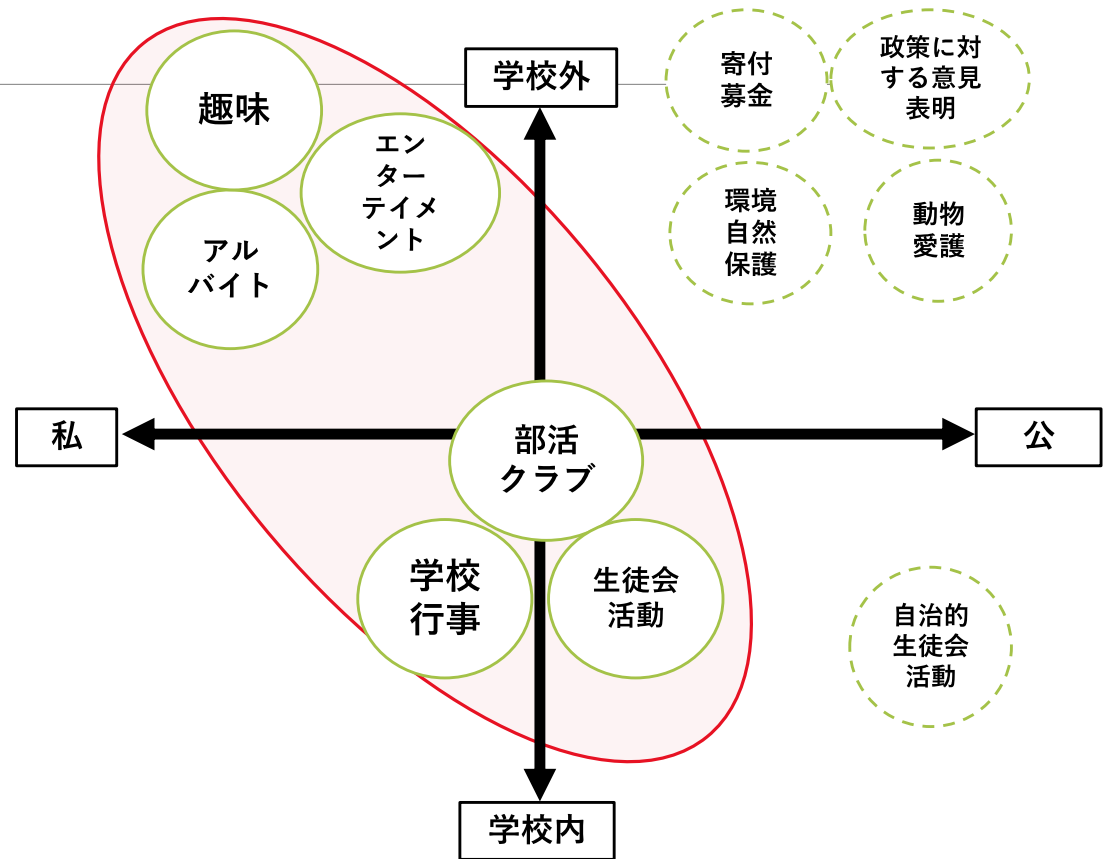 学校外
寄付
募金
政策に対
する意見
表明
趣味
エン
ター
テイメ
ント
環境
自然
保護
動物
愛護
アル
バイト
私
部活
クラブ
公
学校
行事
生徒会
活動
自治的
生徒会
活動
学校内